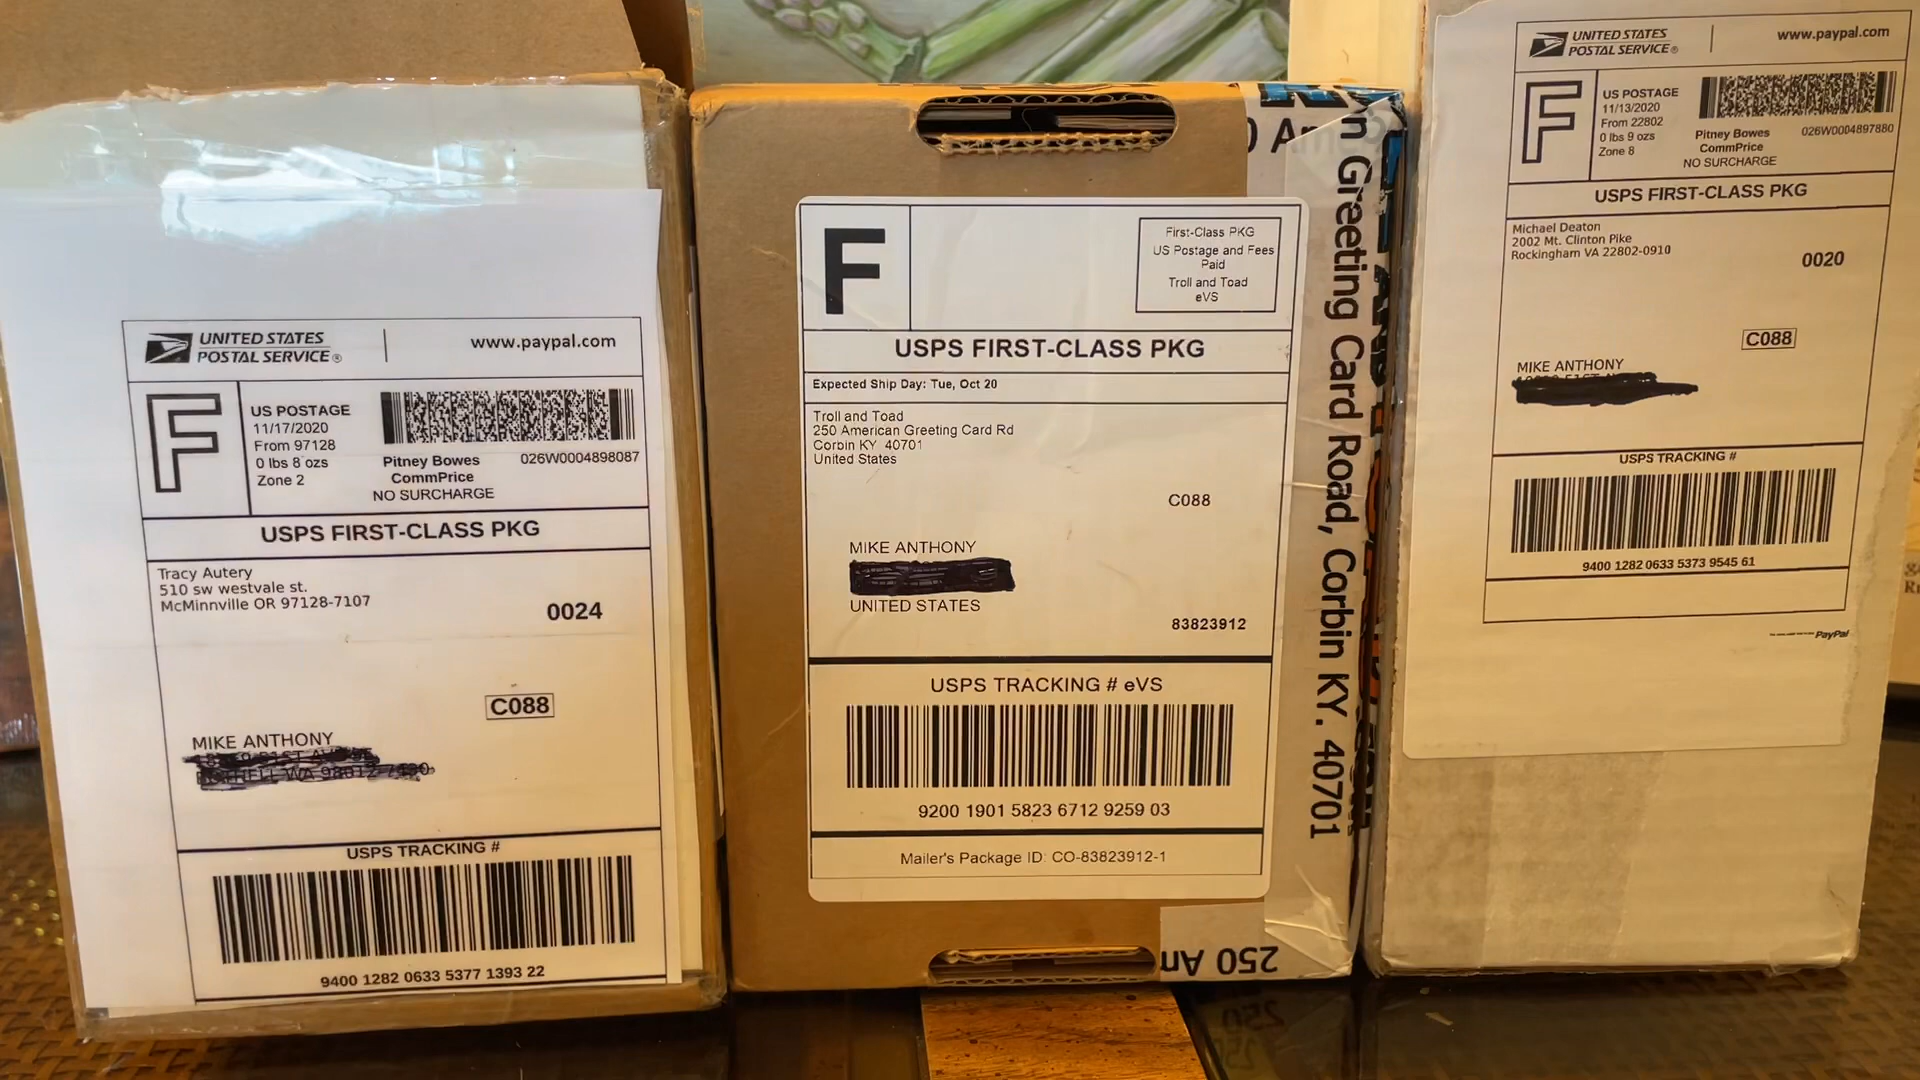 UNITED STATES
POSTAL SERVICE®
www.paypal.com
F
US POSTAGE
11/17/2020
From 97128
0 lbs 8 ozs
Zone 2
Pitney Bowes
CommPrice
NO SURCHARGE
026W0004898087
USPS FIRST-CLASS PKG
Tracy Autery
510 sw westvale st.
McMinnville OR 97128-7107
0024
C088
MIKE ANTHONY
USPS TRACKING #
9400 1282 0633 5377 1393 22
F
First-Class PKG
US Postage and Fees
Paid
Troll and Toad
eVS
USPS FIRST-CLASS PKG
Expected Ship Day: Tue, Oct 20
Troll and Toad
250 American Greeting Card Rd
Corbin KY 40701
United States
C088
MIKE ANTHONY
UNITED STATES
83823912
USPS TRACKING # eVS
9200 1901 5823 6712 9259 03
Mailer's Package ID: CO-83823912-1
0 Am
n Greeting Card Road, Corbin KY. 40701
250 An
UNITED STATES
POSTAL SERVICE®
www.paypal.com
F
US POSTAGE
11/13/2020
From 22802
0 lbs 9 ozs
Zone 8
Pitney Bowes
CommPrice
NO SURCHARGE
026W0004897880
USPS FIRST-CLASS PKG
Michael Deaton
2002 Mt. Clinton Pike
Rockingham VA 22802-0910
0020
C088
MIKE ANTHONY
USPS TRACKING #
9400 1282 0633 5373 9545 61
PayPal